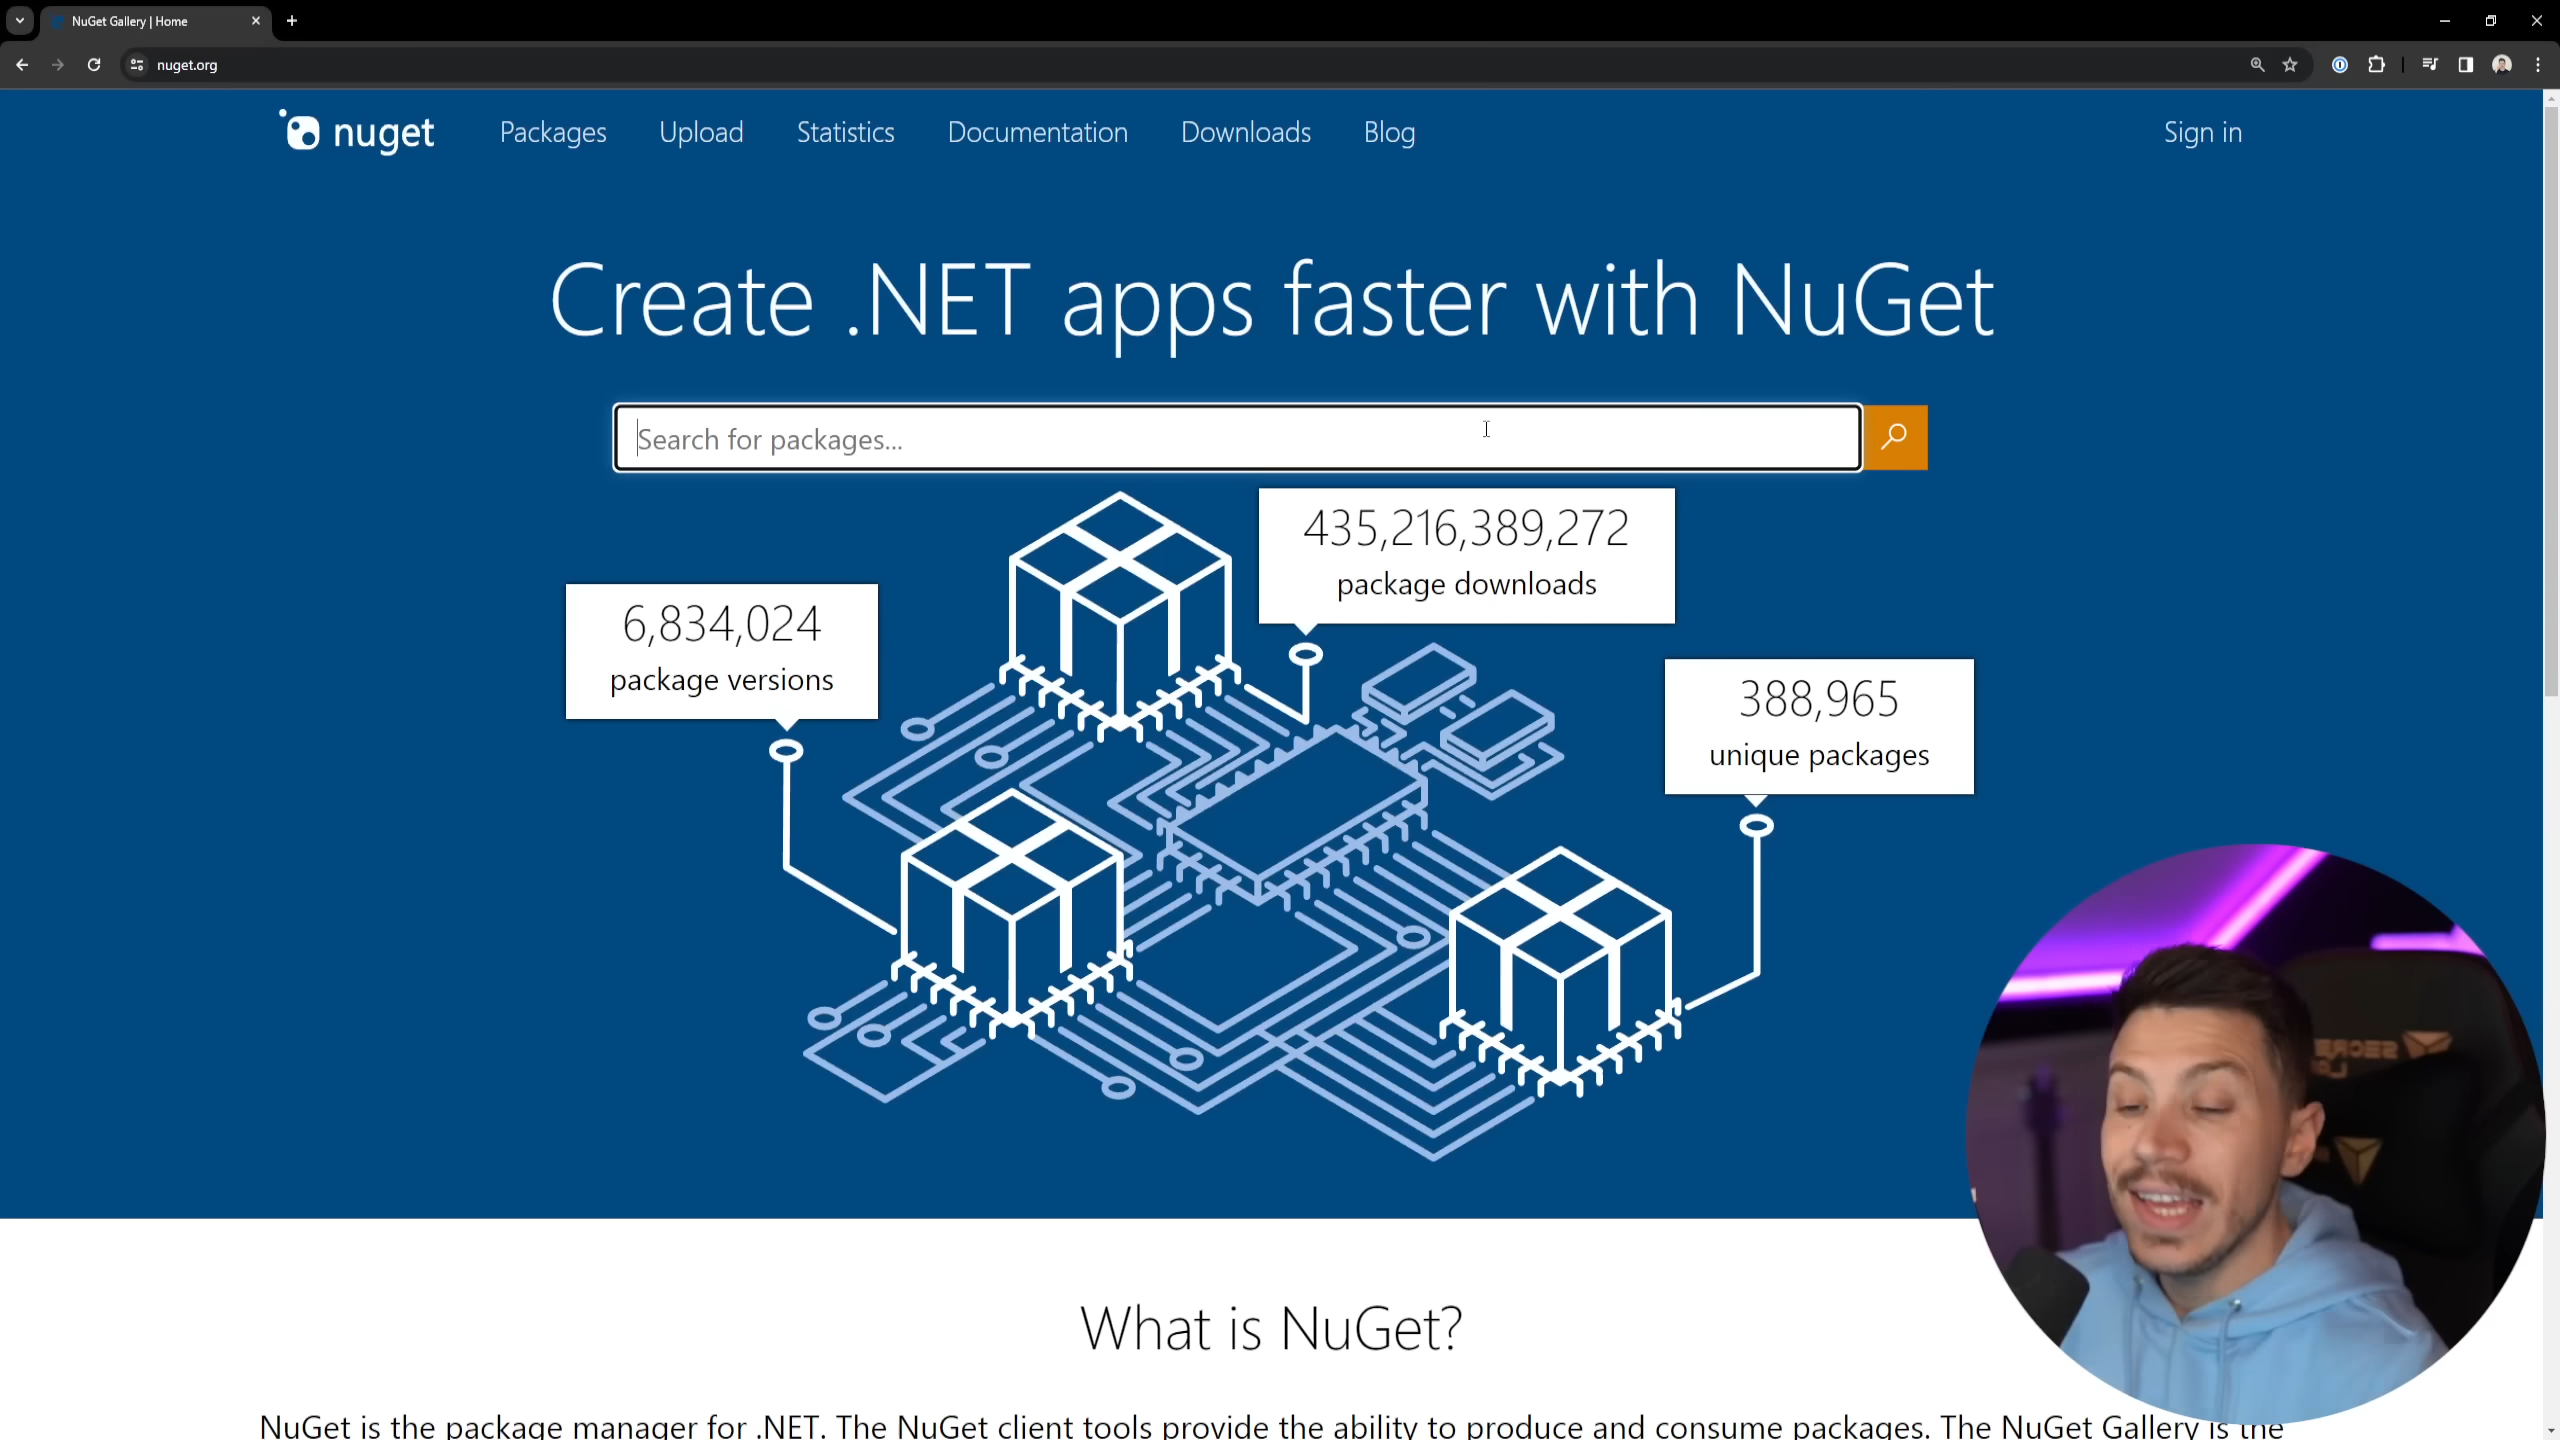 NuGet Gallery | Home
nuget.org
nuget
Packages
Upload
Statistics
Documentation
Downloads
Blog
Sign in
Create .NET apps faster with NuGet
Search for packages...
435,216,389,272
package downloads
6,834,024
package versions
388,965
unique packages
What is NuGet?
NuGet is the package manager for .NET. The NuGet client tools provide the ability to produce and consume packages. The NuGet Gallery is the